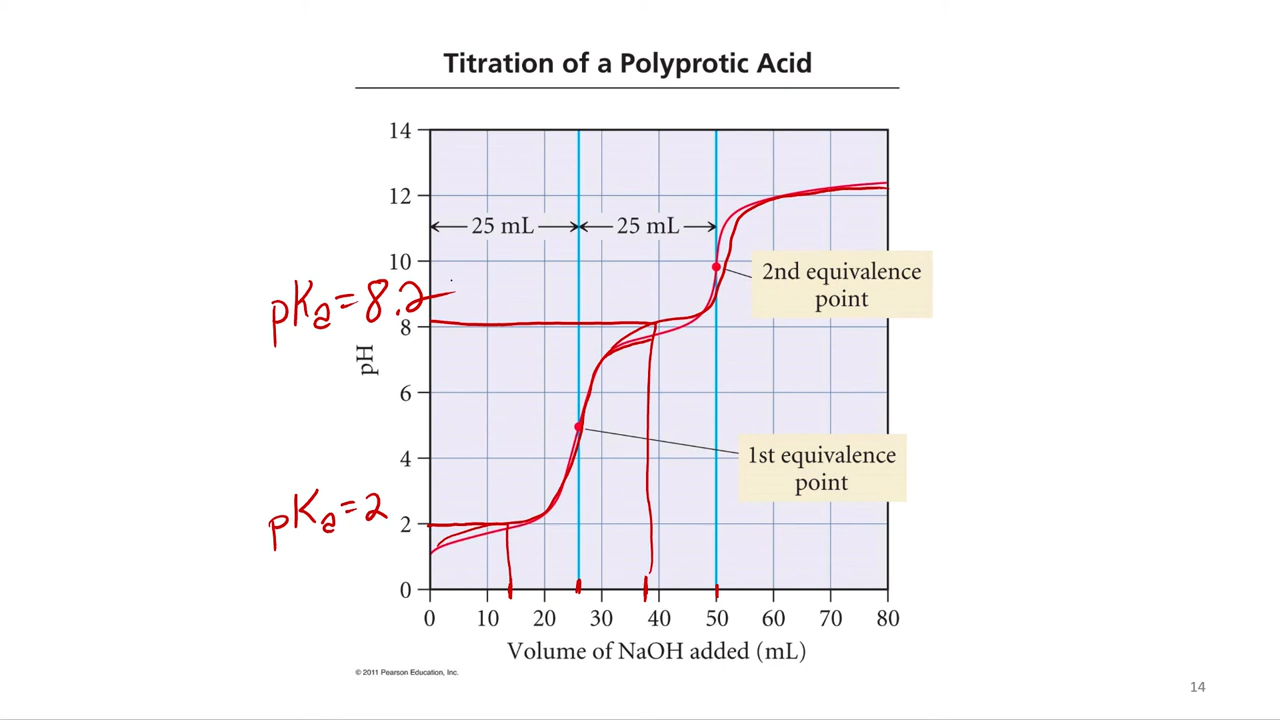 Titration of a Polyprotic Acid
14
12
25 mL 25 mL
10
2nd equivalence
point
pKa=8.2
8
pH
6
4
1st equivalence
point
pKa=2
2
0
0 10 20 30 40 50 60 70 80
Volume of NaOH added (mL)
© 2011 Pearson Education, Inc.
14